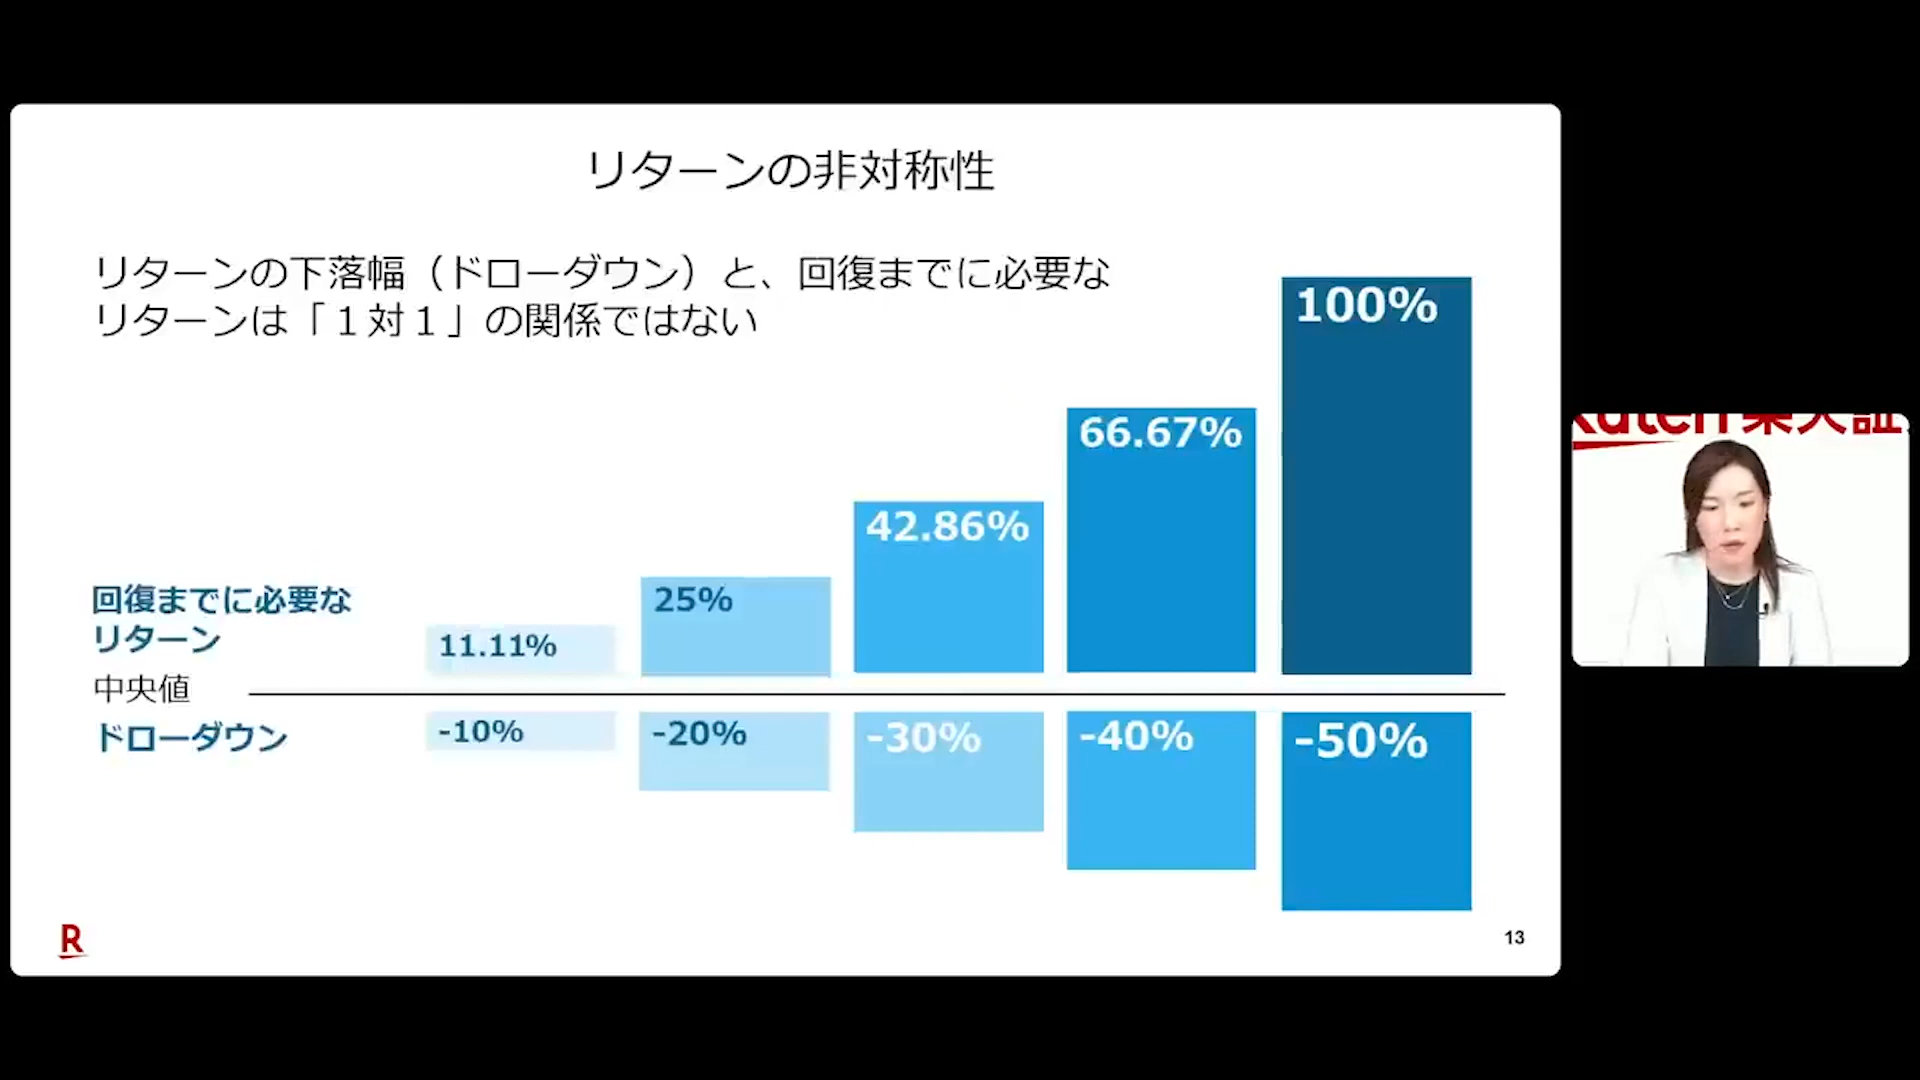 リターンの非対称性
リターンの下落幅（ドローダウン）と、回復までに必要な
リターンは「１対１」の関係ではない
100%
66.67%
42.86%
25%
11.11%
回復までに必要な
リターン
中央値
ドローダウン
-10%
-20%
-30%
-40%
-50%
R
13
Rakuten 楽天証